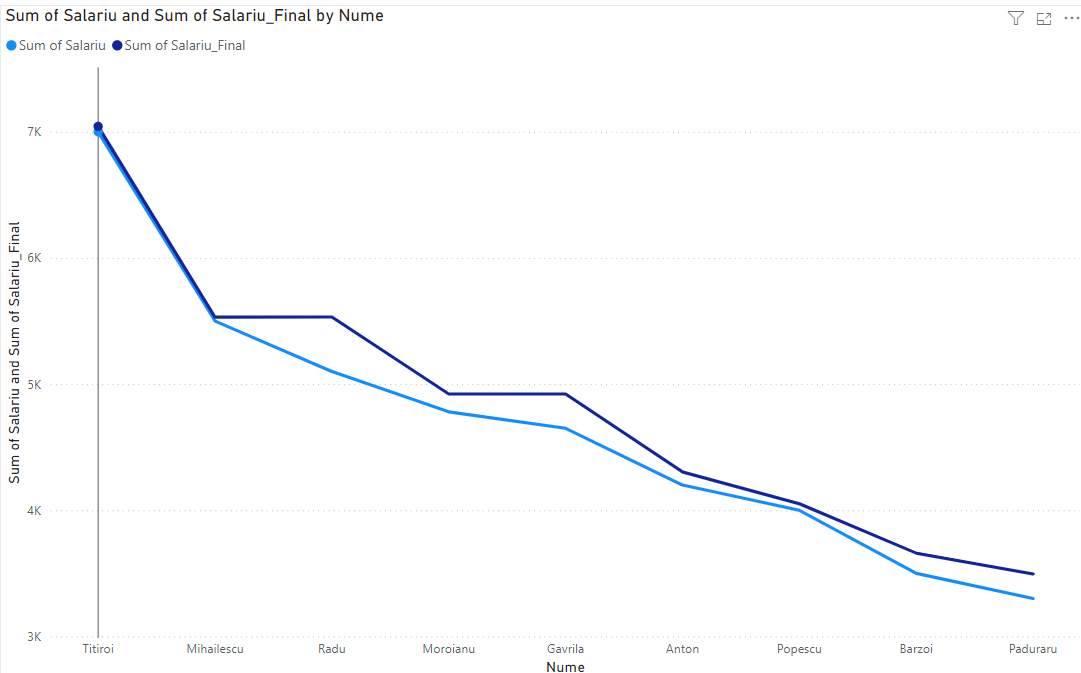 Sum of Salariu and Sum of Salariu_Final by Nume
Sum of Salariu Sum of Salariu_Final
Sum of Salariu and Sum of Salariu_Final
7K
6K
5K
4K
3K
Titiroi Mihailescu Radu Moroianu Gavrila Anton Popescu Barzoi Paduraru
Nume